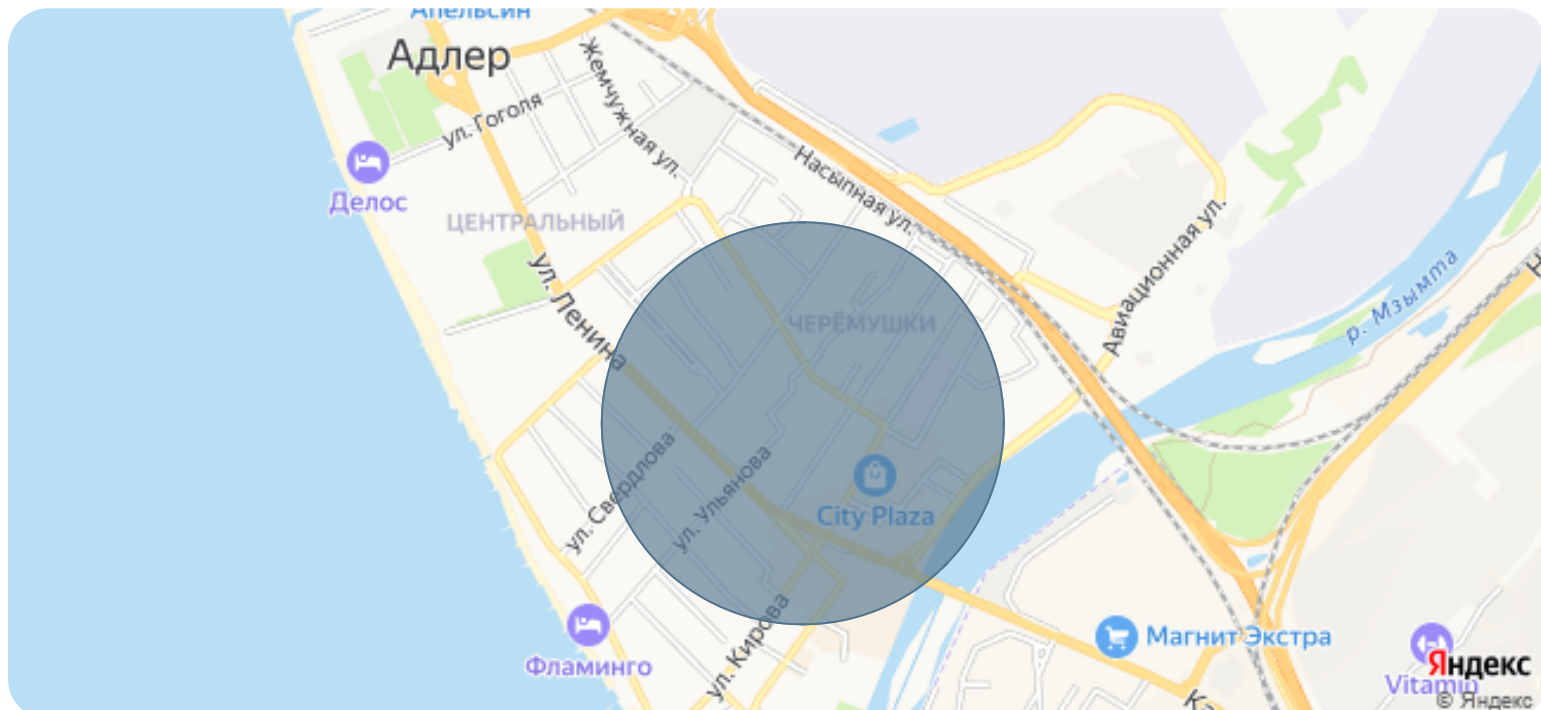 Апельсин
Адлер
Жемчужная ул.
ул. Гоголя
Насыпная ул.
Делос
ЦЕНТРАЛЬНЫЙ
Авиационная ул.
ул. Ленина
р. Мзымта
ЧЕРЁМУШКИ
ул. Свердлова
ул. Ульянова
City Plaza
ул. Кирова
Магнит Экстра
Фламинго
Яндекс
Vitamin
© Яндекс